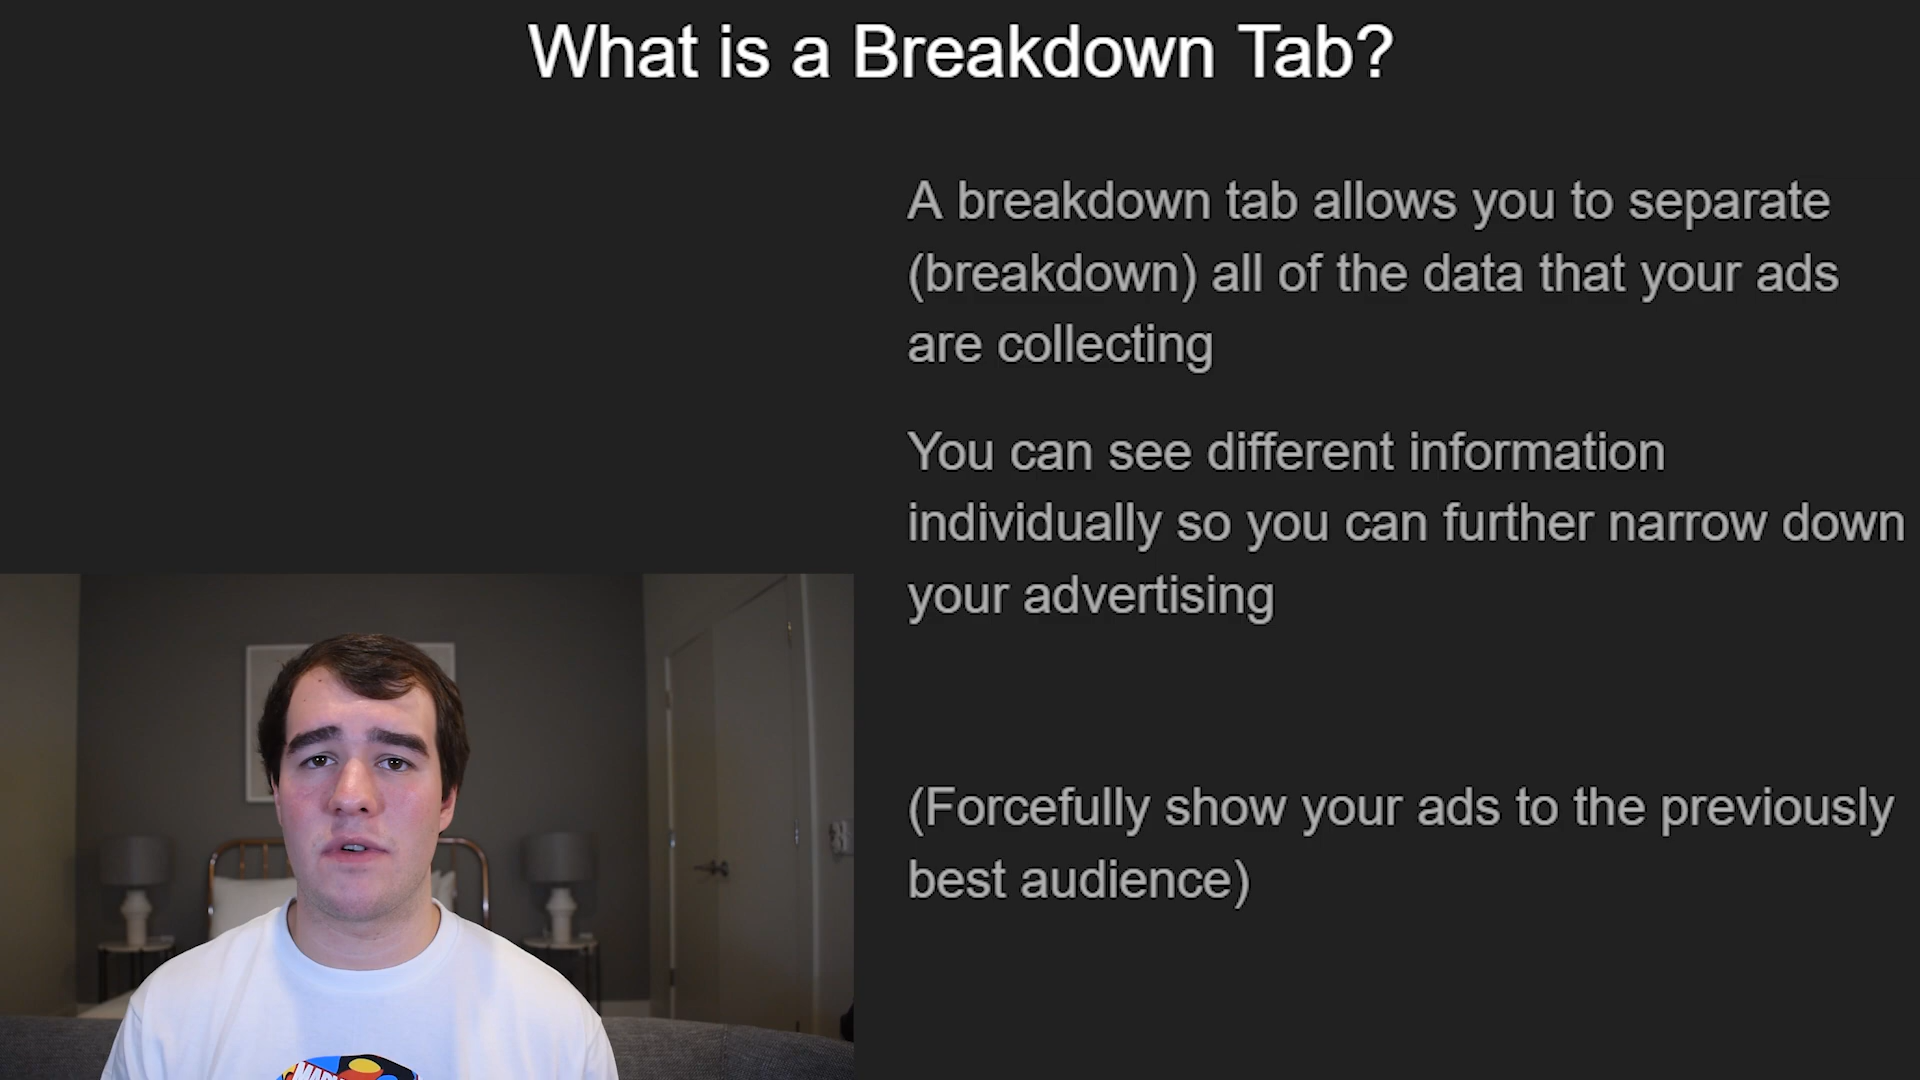 What is a Breakdown Tab?
A breakdown tab allows you to separate
(breakdown) all of the data that your ads
are collecting
You can see different information
individually so you can further narrow down
your advertising
(Forcefully show your ads to the previously
best audience)